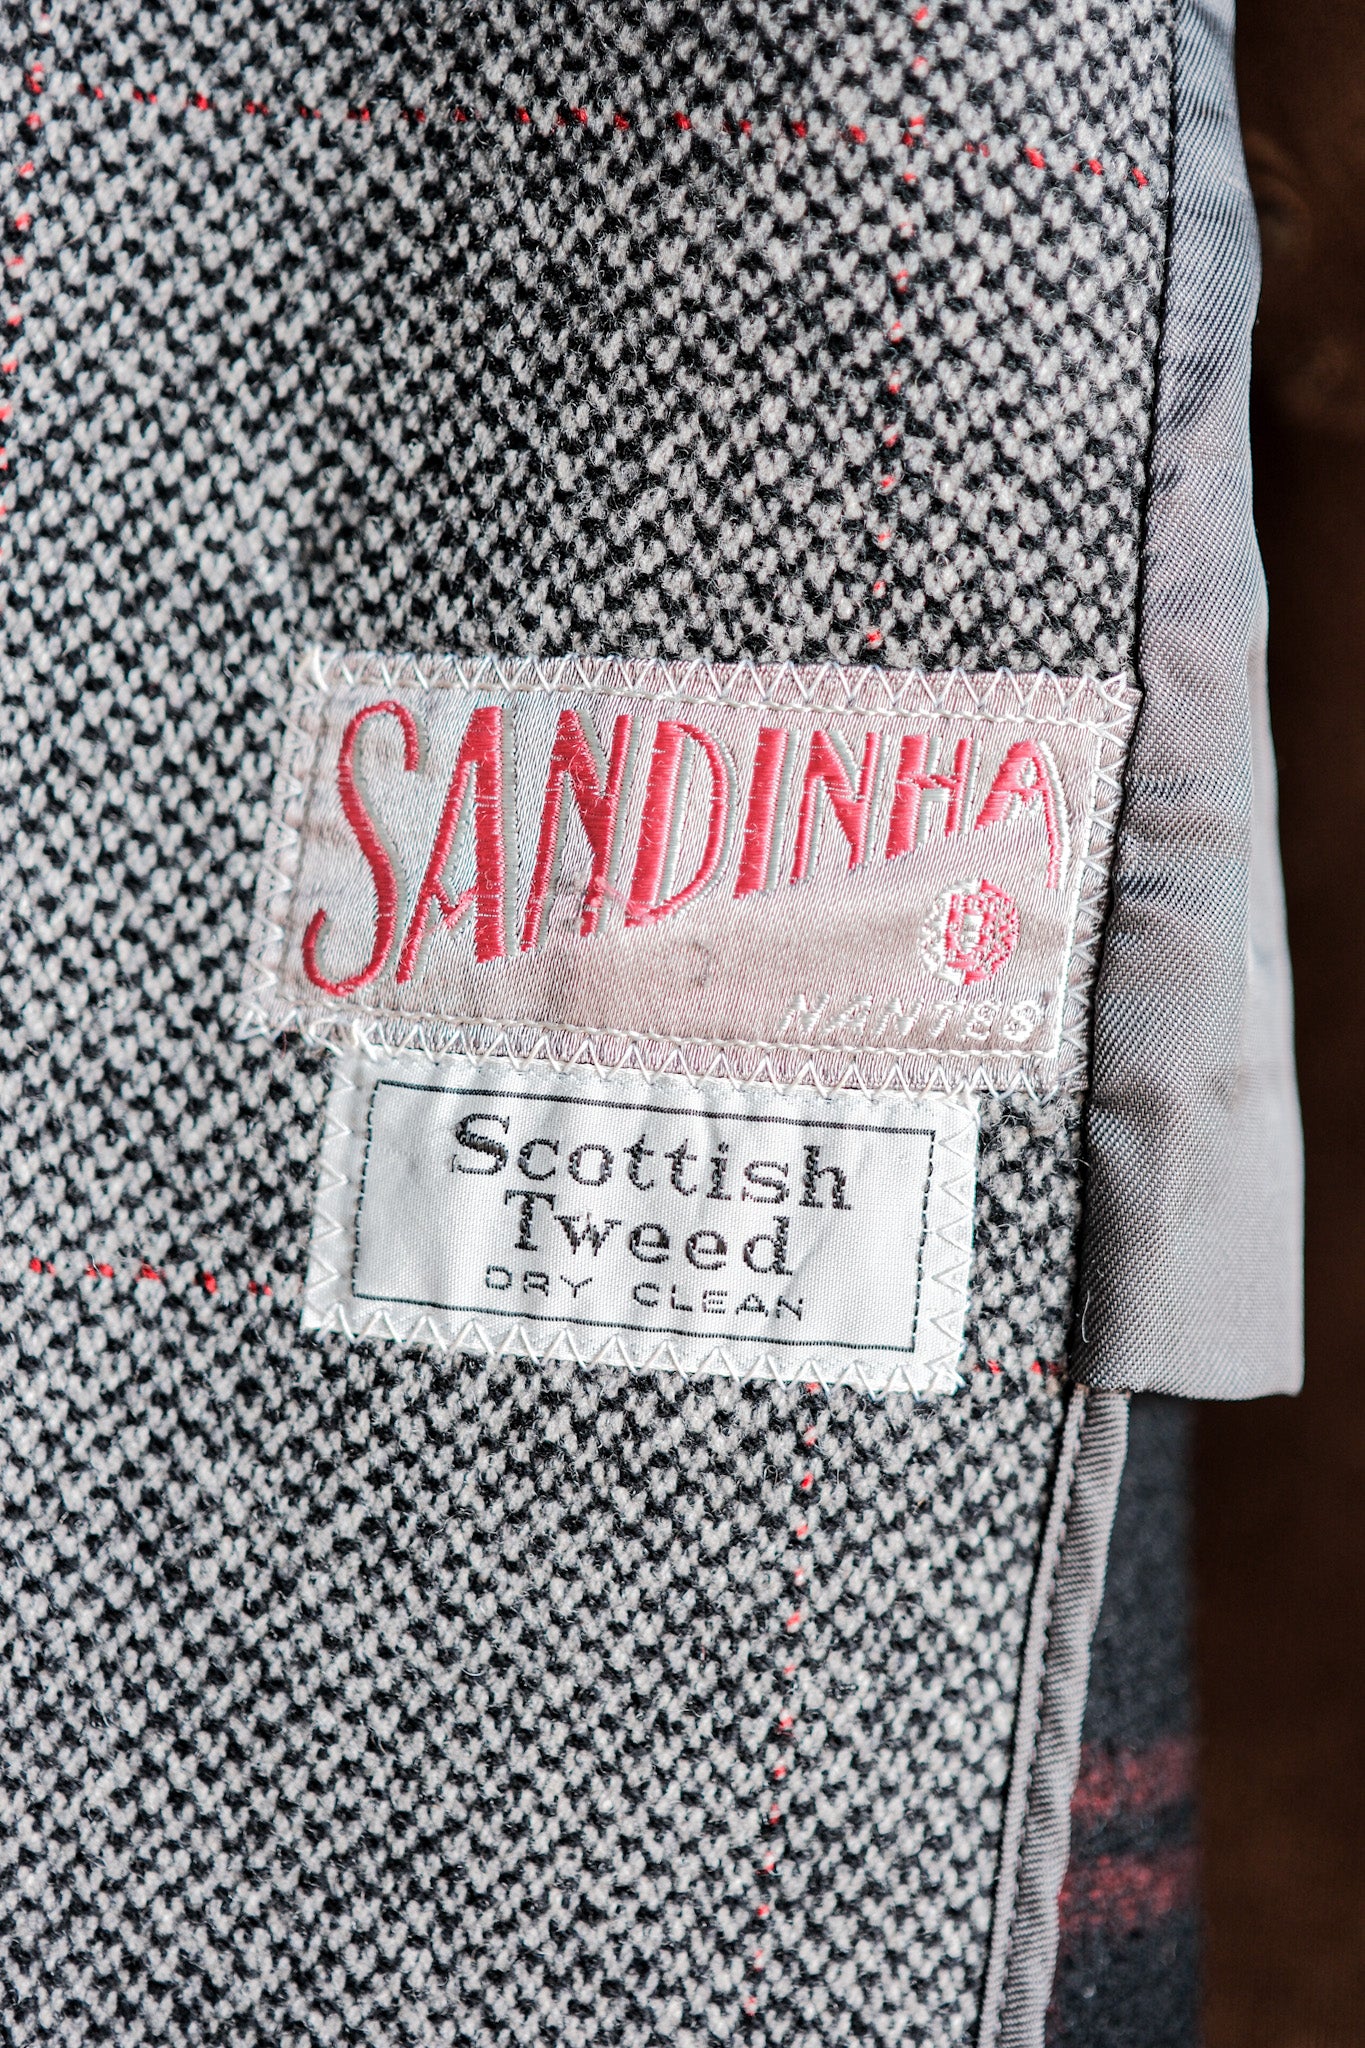 SANDINHA
NANTES
Scottish
Tweed
DRY CLEAN